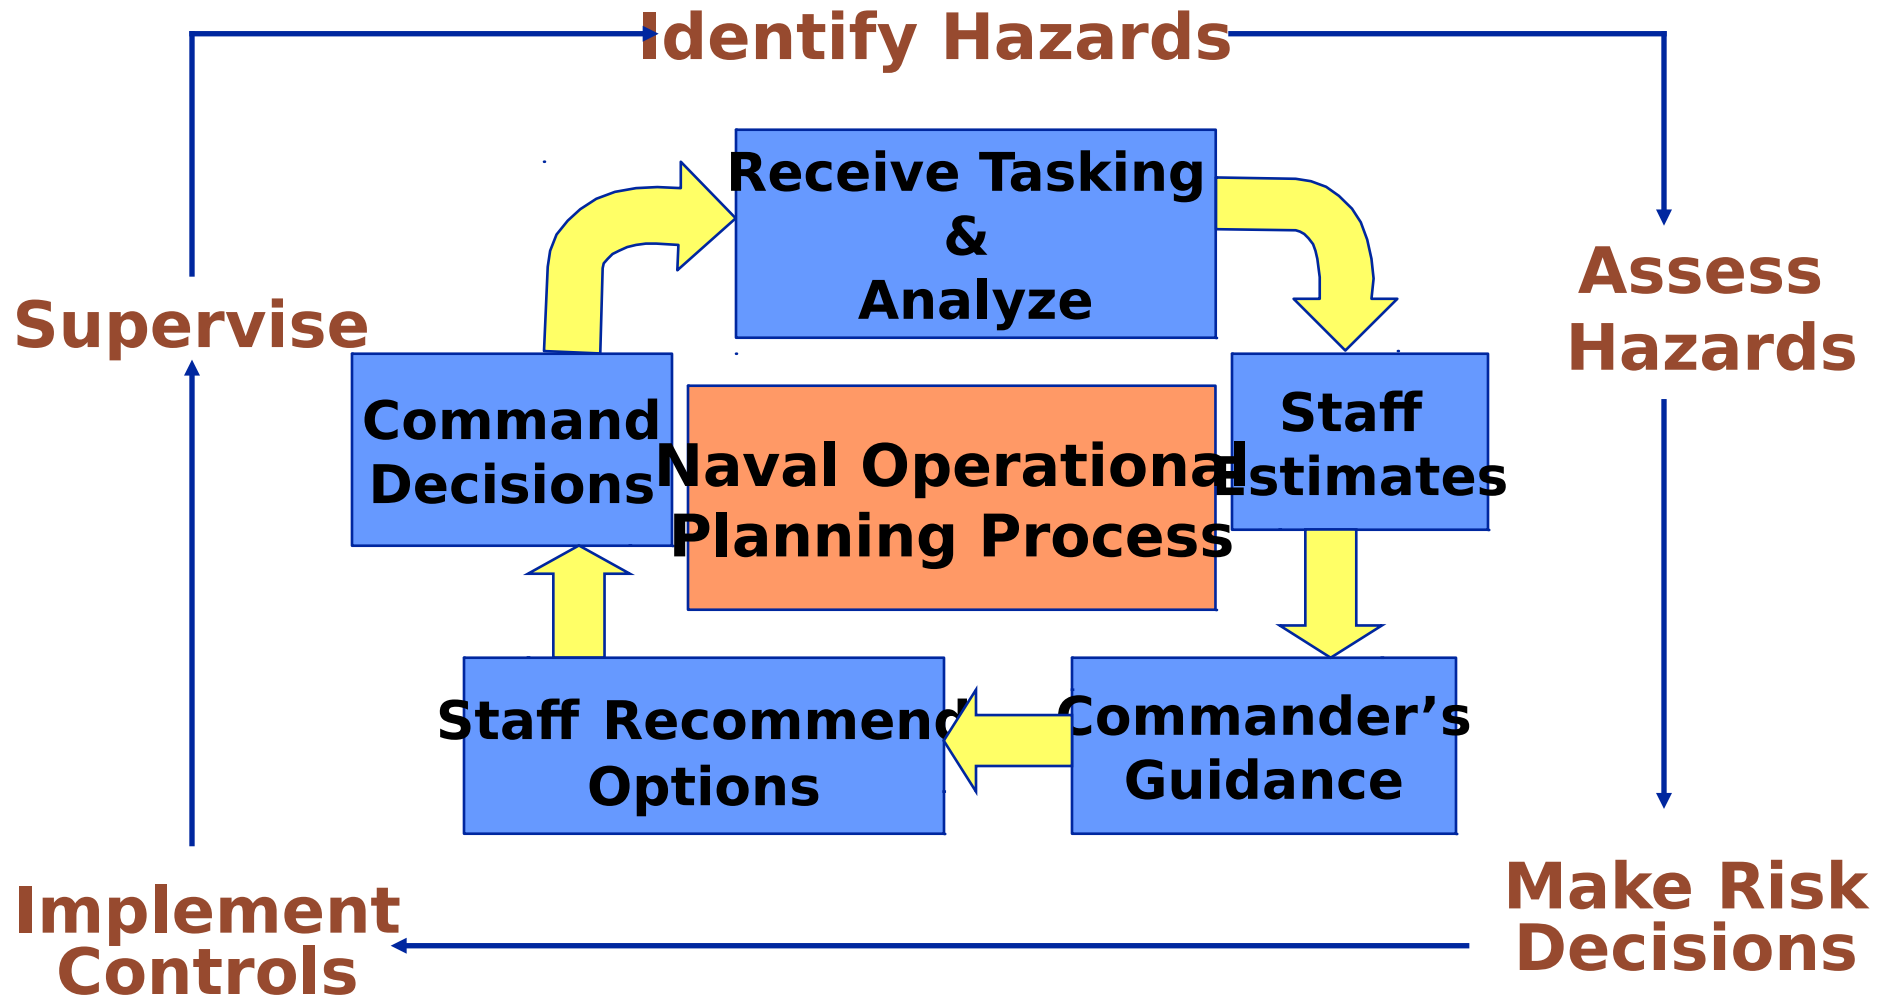 Identify Hazards
Receive Tasking
&
Analyze
Assess
Hazards
Supervise
Command
Decisions
Naval Operational
Planning Process
Staff
Estimates
Staff Recommend
Options
Commander’s
Guidance
Make Risk
Decisions
Implement
Controls